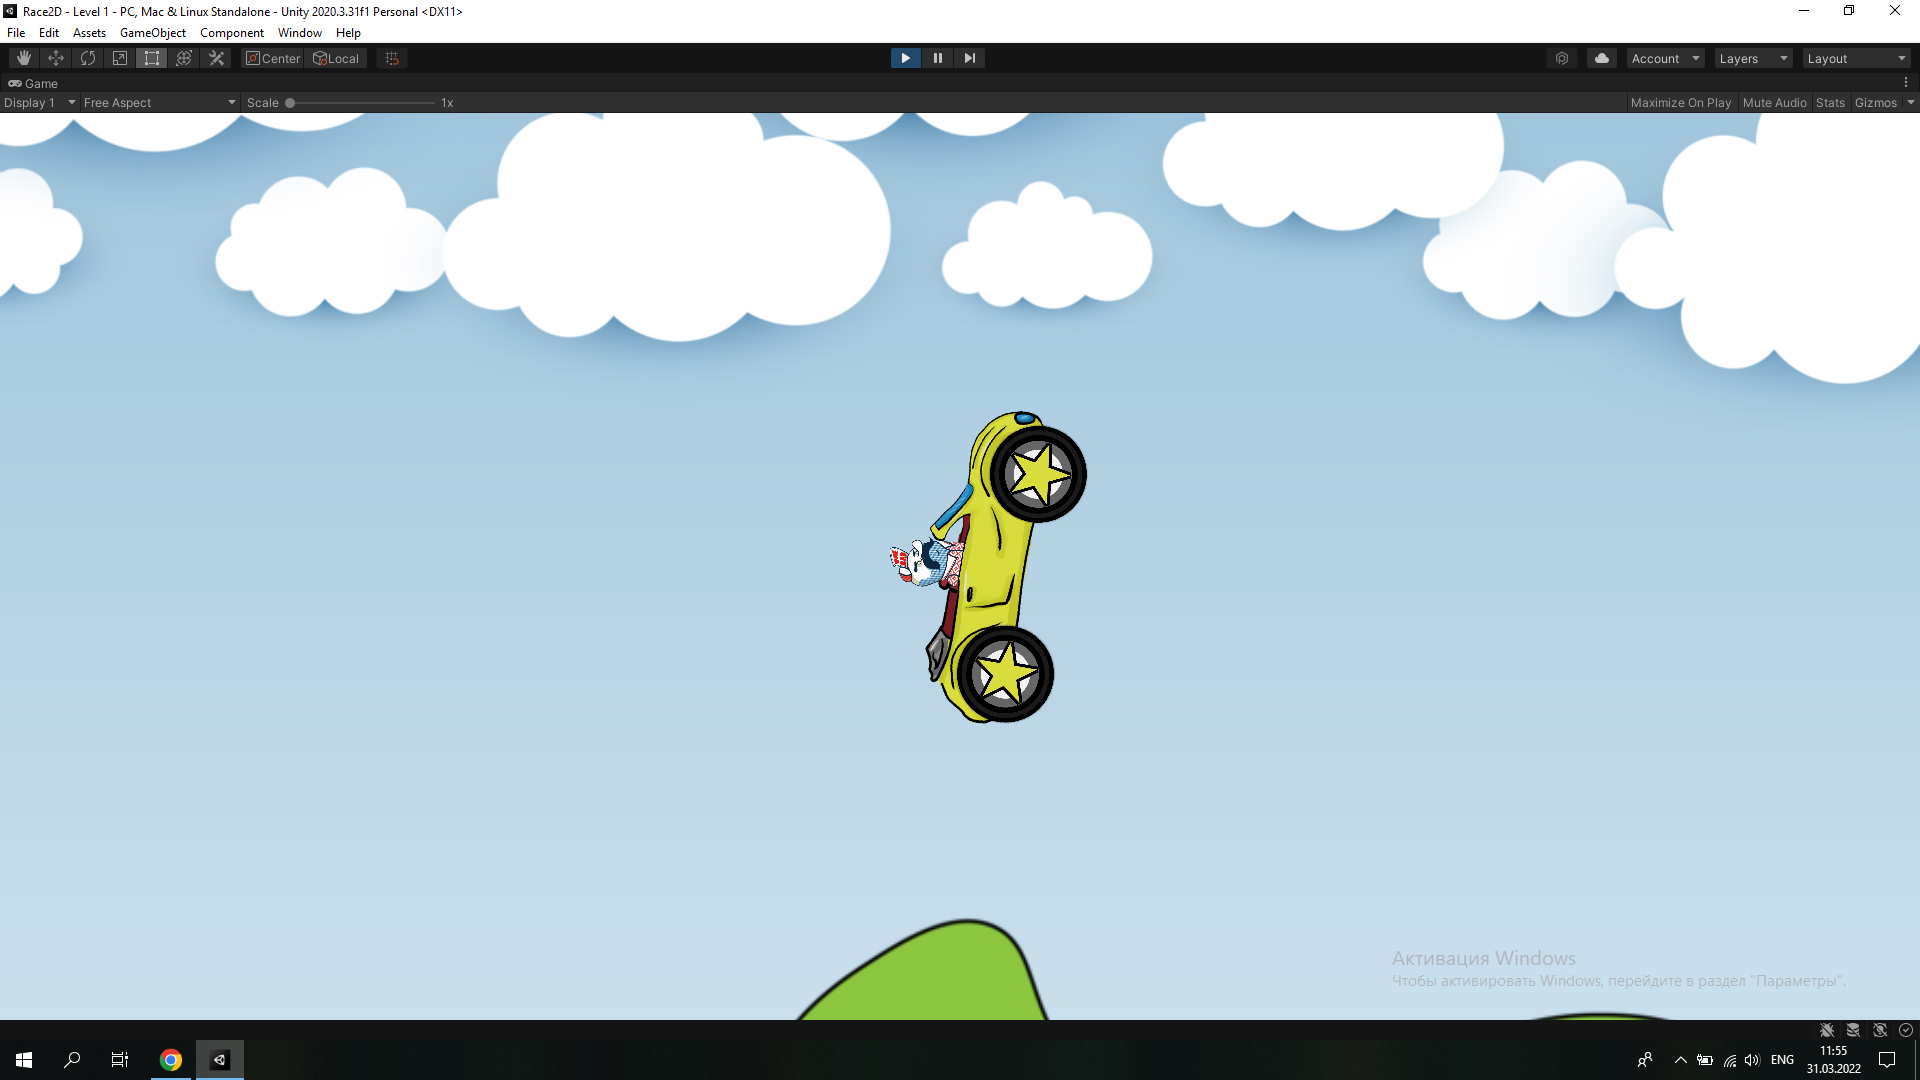 Race2D - Level 1 - PC, Mac & Linux Standalone - Unity 2020.3.31f1 Personal <DX11>
File Edit Assets GameObject Component Window Help
Center Local Account Layers Layout
Game
Display 1 Free Aspect Scale 1x Maximize On Play Mute Audio Stats Gizmos
Активация Windows
Чтобы активировать Windows, перейдите в раздел "Параметры".
11:55
ENG
31.03.2022